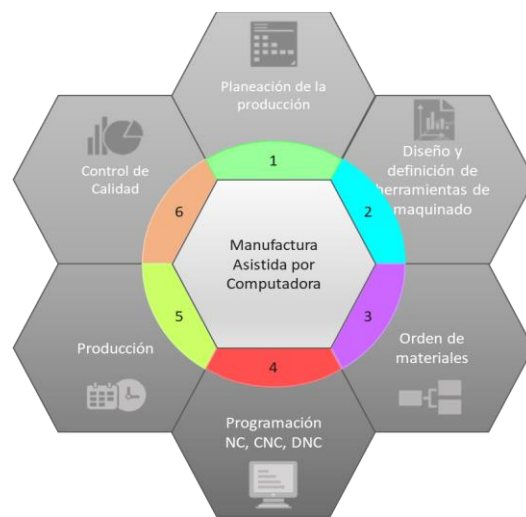 Planeación de la
producción
1
Diseño y
definición de
herramientas de
maquinado
2
Orden de
materiales
3
Programación
NC, CNC, DNC
4
Producción
5
Control de
Calidad
6
Manufactura
Asistida por
Computadora